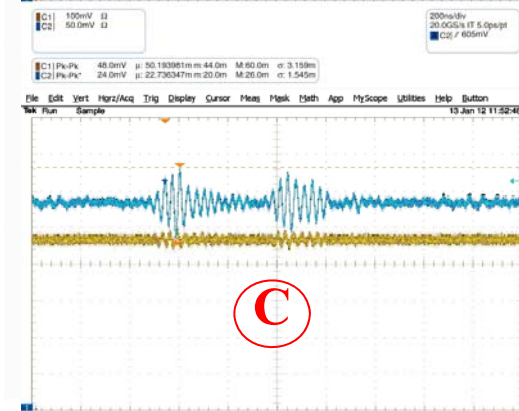 C1 100mV Ω
C2 50.0mV Ω
200ns/div
20.0GS/s IT 5.0ps/pt
C2 / 605mV
C1 Pk-Pk 48.0mV μ: 50.193981m m:44.0m M:60.0m σ: 3.159m
C2 Pk-Pk* 24.0mV μ: 22.736347m m:20.0m M:26.0m σ: 1.545m
File Edit Vert Horz/Acq Trig Display Cursor Meas Mask Math App MyScope Utilities Help Button
Tek Run Sample 13 Jan 12 11:52:46
C